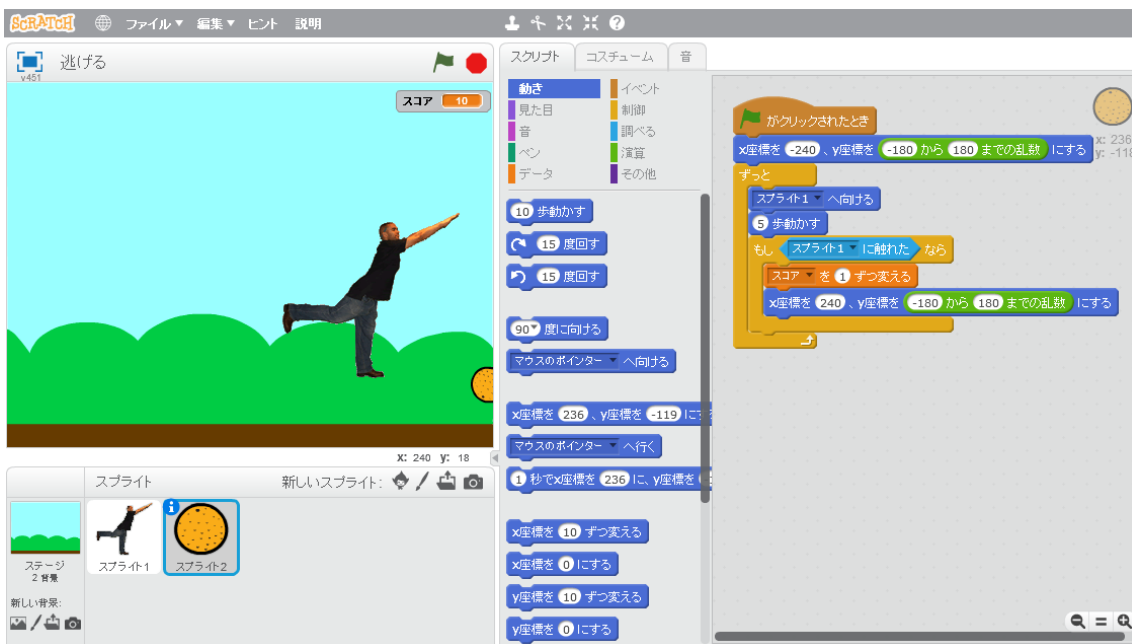 SCRATCH ファイル▼ 編集▼ ヒント 説明
逃げる
v451
スコア 10
x: 240 y: 18
スプライト 新しいスプライト:
ステージ
2 背景
新しい背景:
スプライト1
スプライト2
スクリプト コスチューム 音
動き イベント
見た目 制御
音 調べる
ペン 演算
データ その他
10 歩動かす
15 度回す
15 度回す
90▼ 度に向ける
マウスのポインター▼ へ向ける
x座標を 236 、y座標を -119 にす
マウスのポインター▼ へ行く
1 秒でx座標を 236 に、y座標を
x座標を 10 ずつ変える
x座標を 0 にする
y座標を 10 ずつ変える
y座標を 0 にする
がクリックされたとき
x座標を -240 、y座標を -180 から 180 までの乱数 にする
ずっと
スプライト1▼ へ向ける
5 歩動かす
もし スプライト1▼ に触れた なら
スコア▼ を 1 ずつ変える
x座標を 240 、y座標を -180 から 180 までの乱数 にする
x: 236
y: -118